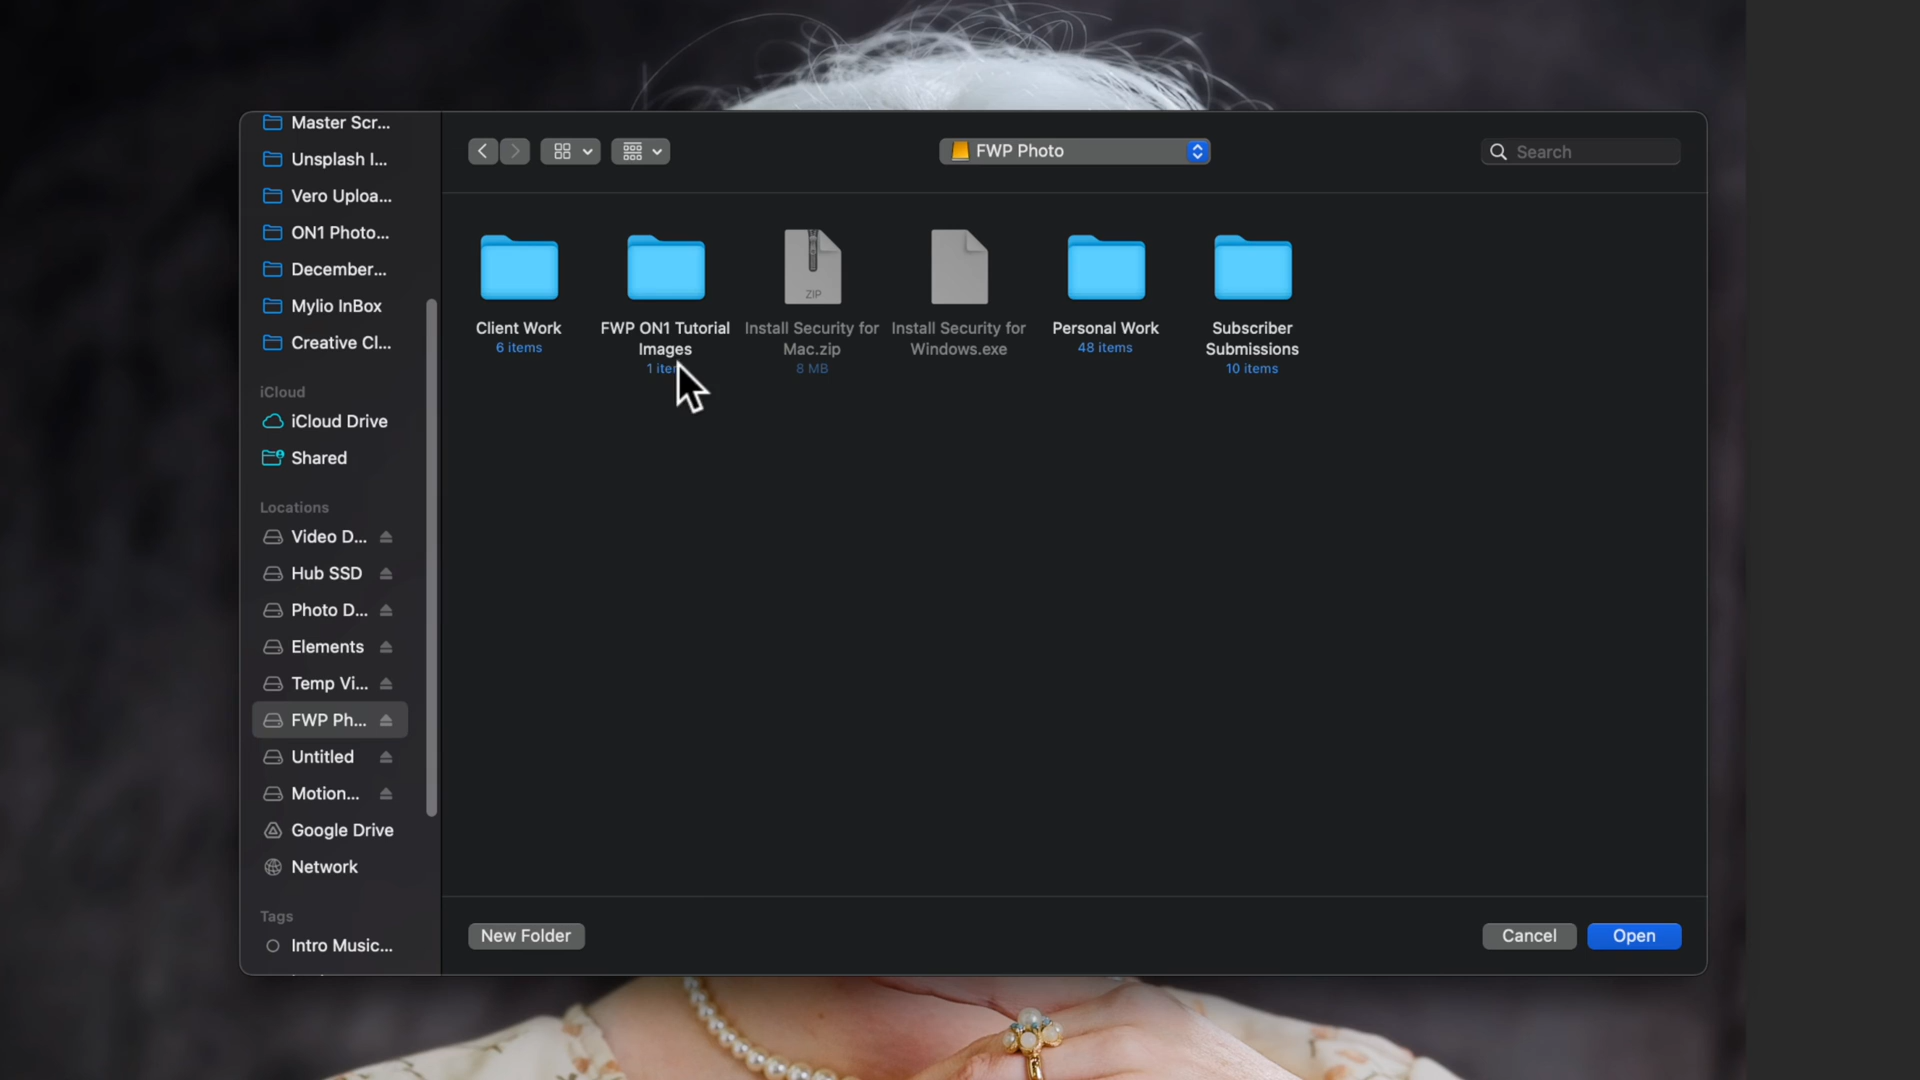 Master Scr...
Unsplash I...
Vero Uploa...
ON1 Photo...
December...
Mylio InBox
Creative Cl...
iCloud
iCloud Drive
Shared
Locations
Video D...
Hub SSD
Photo D...
Elements
Temp Vi...
FWP Ph...
Untitled
Motion...
Google Drive
Network
Tags
Intro Music...
FWP Photo
Search
Client Work
6 items
FWP ON1 Tutorial
Images
1 item
ZIP
Install Security for
Mac.zip
8 MB
Install Security for
Windows.exe
Personal Work
48 items
Subscriber
Submissions
10 items
New Folder
Cancel
Open